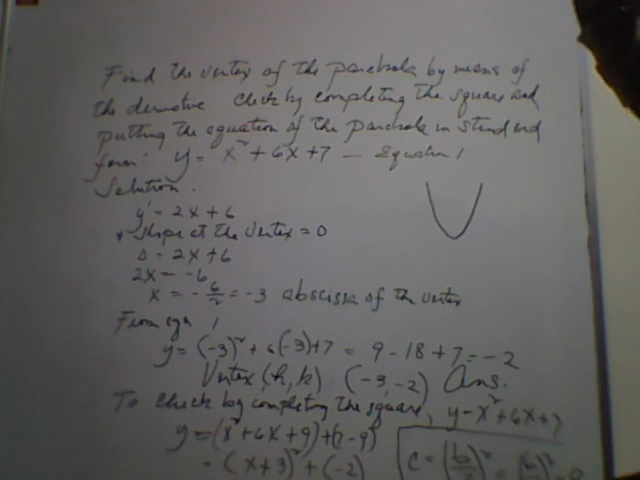 Find the vertex of the parabola by means of
the derivative check by completing the square and
putting the equation of the parabola in standard
form: y = x² + 6x + 7 — Equation 1
Solution:
y' = 2x + 6
slope at the vertex = 0
0 = 2x + 6
2x = -6
x = -6/2 = -3 abscissa of the vertex
From eqn 1
y = (-3)² + 6(-3) + 7 = 9 - 18 + 7 = -2
Vertex (h, k) (-3, -2) Ans.
To check by completing the square, y = x² + 6x + 7
y = (x² + 6x + 9) + (7 - 9)
= (x + 3)² + (-2)
c = (b/2)² =